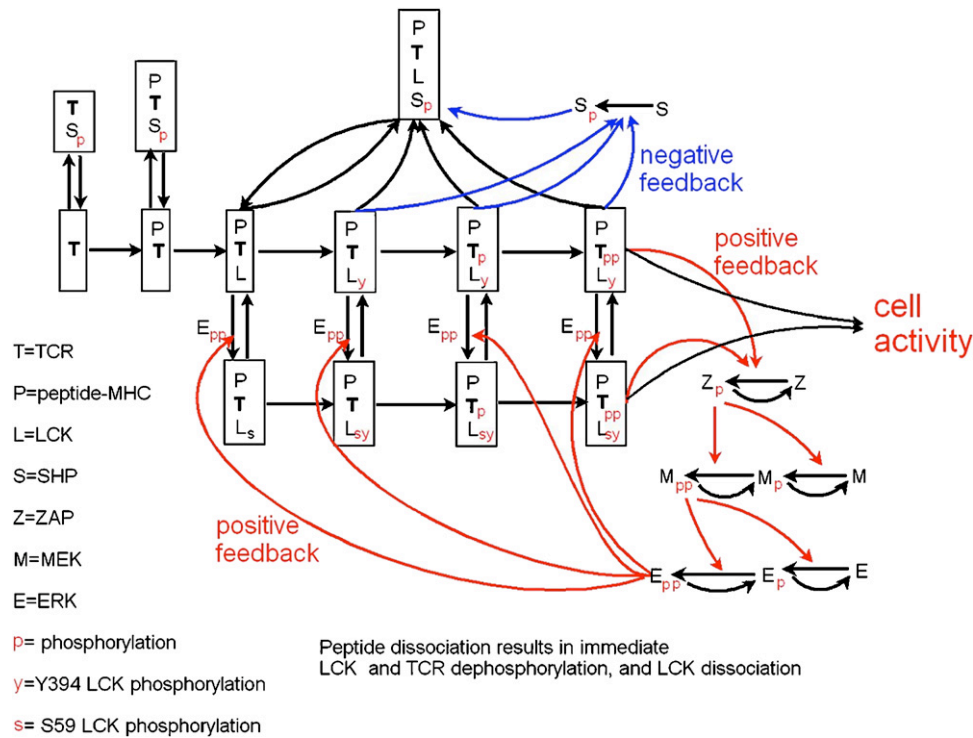 P
T
L
Sp
T
Sp
P
T
Sp
Sp
S
negative
feedback
T
P
T
P
T
L
P
T
Ly
P
Tp
Ly
P
Tpp
Ly
positive
feedback
cell
activity
Epp
Epp
Epp
Epp
P
T
Ls
P
T
Lsy
P
Tp
Lsy
P
Tpp
Lsy
Zp
Z
Mpp
Mp
M
positive
feedback
Epp
Ep
E
T=TCR
P=peptide-MHC
L=LCK
S=SHP
Z=ZAP
M=MEK
E=ERK
p= phosphorylation
y=Y394 LCK phosphorylation
s= S59 LCK phosphorylation
Peptide dissociation results in immediate
LCK and TCR dephosphorylation, and LCK dissociation